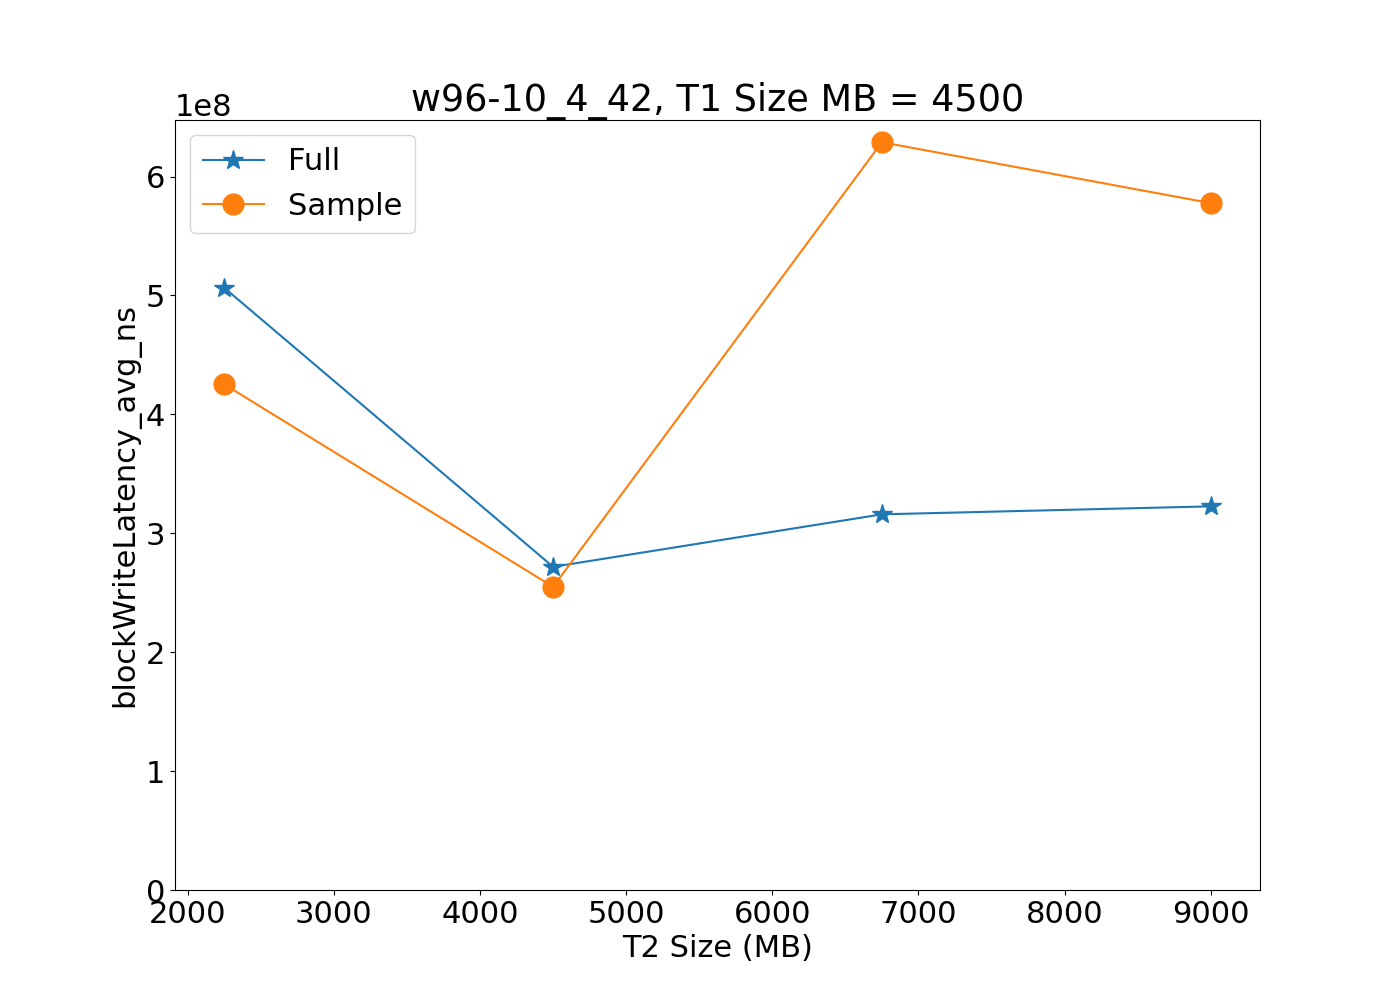 w96-10_4_42, T1 Size MB = 4500
1e8
Full
Sample
6
5
4
3
2
1
0
blockWriteLatency_avg_ns
2000 3000 4000 5000 6000 7000 8000 9000
T2 Size (MB)